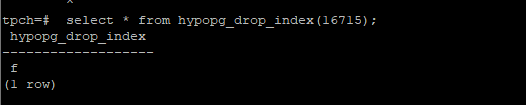 ^
tpch=#  select * from hypopg_drop_index(16715);
 hypopg_drop_index
-------------------
 f
(1 row)